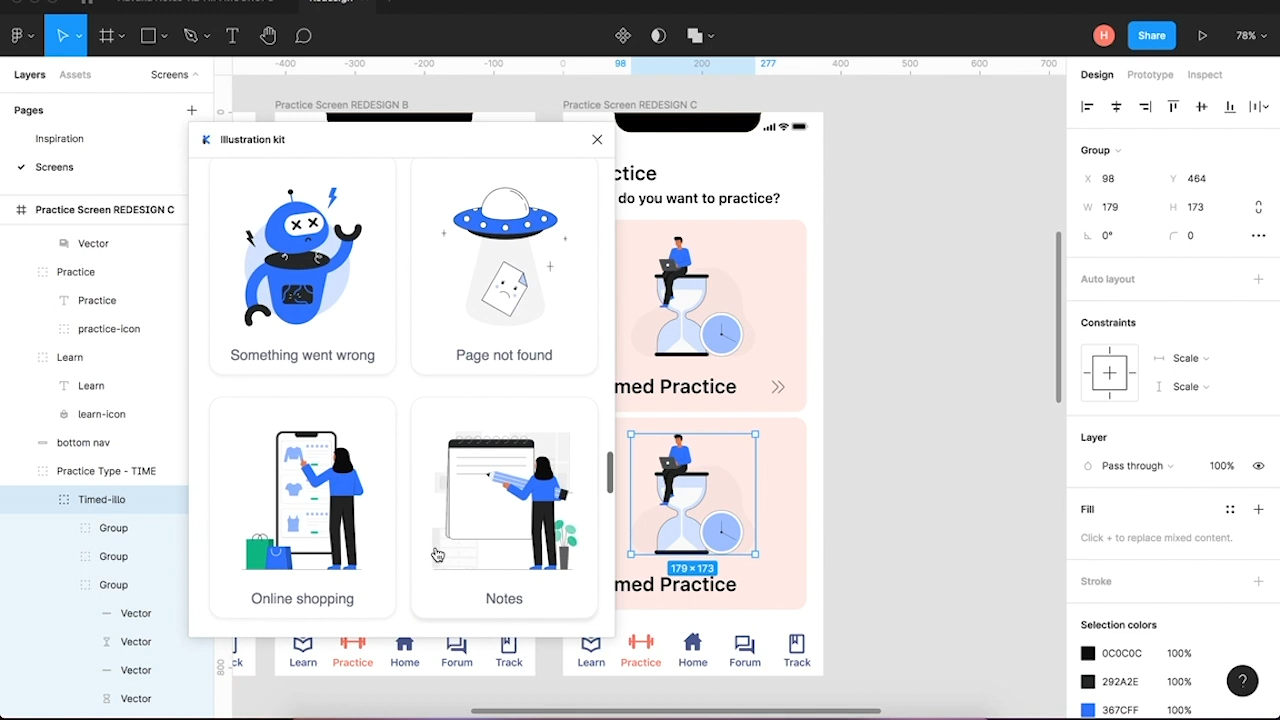 Redesign
Share
78%
Layers
Assets
Screens
Pages
Inspiration
Screens
Practice Screen REDESIGN C
Vector
Practice
Practice
practice-icon
Learn
Learn
learn-icon
bottom nav
Practice Type - TIME
Timed-illo
Group
Group
Group
Vector
Vector
Vector
Vector
-400
-300
-200
-100
0
98
200
277
400
500
600
700
0
800
Practice Screen REDESIGN B
Practice Screen REDESIGN C
Illustration kit
Something went wrong
Page not found
Online shopping
Notes
ctice
do you want to practice?
med Practice
179 × 173
med Practice
ck
Learn
Practice
Home
Forum
Track
Learn
Practice
Home
Forum
Track
H
Design
Prototype
Inspect
Group
X 98
Y 464
W 179
H 173
0°
0
Auto layout
Constraints
Scale
Scale
Layer
Pass through
100%
Fill
Click + to replace mixed content.
Stroke
Selection colors
0C0C0C
100%
292A2E
100%
367CFF
100%
?